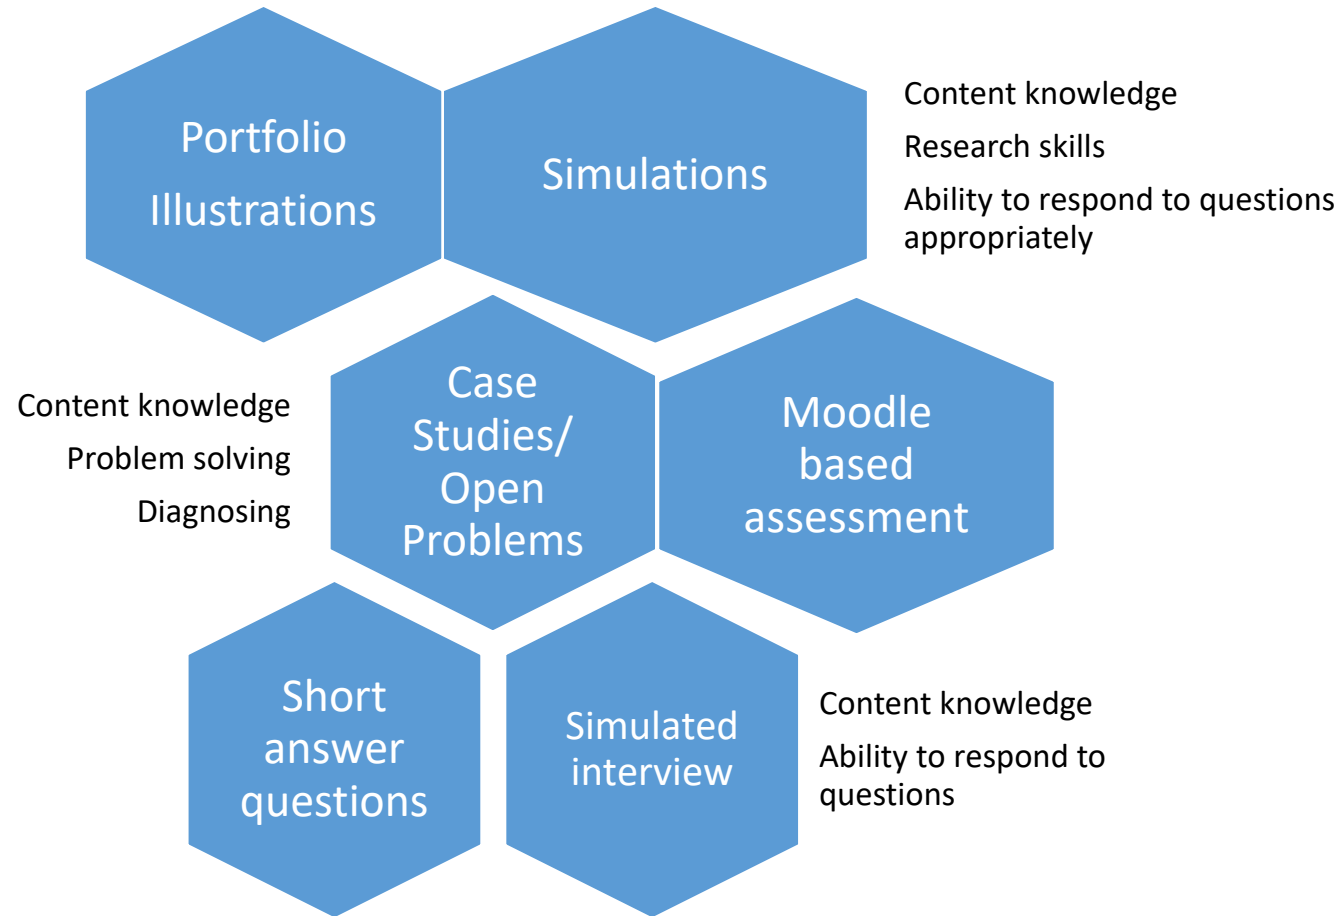 Portfolio
Illustrations
Simulations
Content knowledge
Research skills
Ability to respond to questions
appropriately
Content knowledge
Problem solving
Diagnosing
Case
Studies/
Open
Problems
Moodle
based
assessment
Short
answer
questions
Simulated
interview
Content knowledge
Ability to respond to
questions